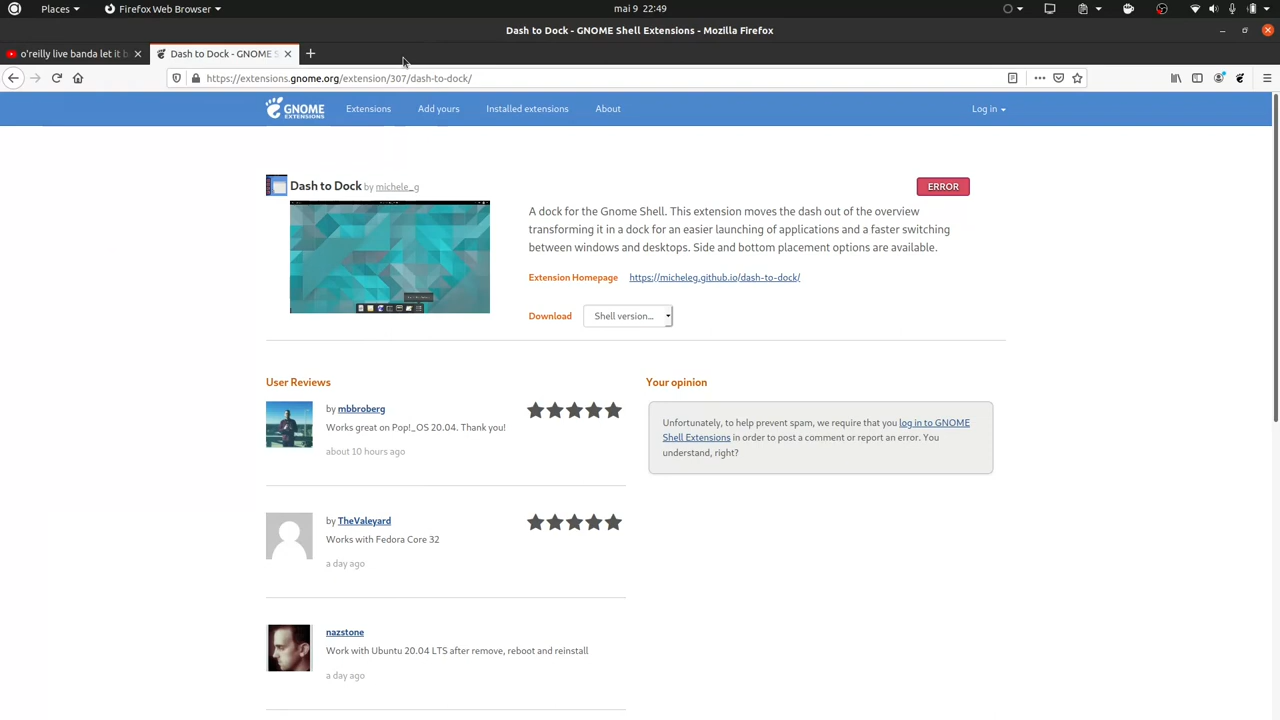 Places
Firefox Web Browser
mai 9 22:49
Dash to Dock - GNOME Shell Extensions - Mozilla Firefox
o'reilly live banda let it b
Dash to Dock - GNOME S
https://extensions.gnome.org/extension/307/dash-to-dock/
GNOME EXTENSIONS
Extensions
Add yours
Installed extensions
About
Log in
Dash to Dock by michele_g
ERROR
A dock for the Gnome Shell. This extension moves the dash out of the overview
transforming it in a dock for an easier launching of applications and a faster switching
between windows and desktops. Side and bottom placement options are available.
Extension Homepage https://micheleg.github.io/dash-to-dock/
Download Shell version...
User Reviews
by mbbroberg
Works great on Pop!_OS 20.04. Thank you!
about 10 hours ago
by TheValeyard
Works with Fedora Core 32
a day ago
nazstone
Work with Ubuntu 20.04 LTS after remove, reboot and reinstall
a day ago
Your opinion
Unfortunately, to help prevent spam, we require that you log in to GNOME
Shell Extensions in order to post a comment or report an error. You
understand, right?